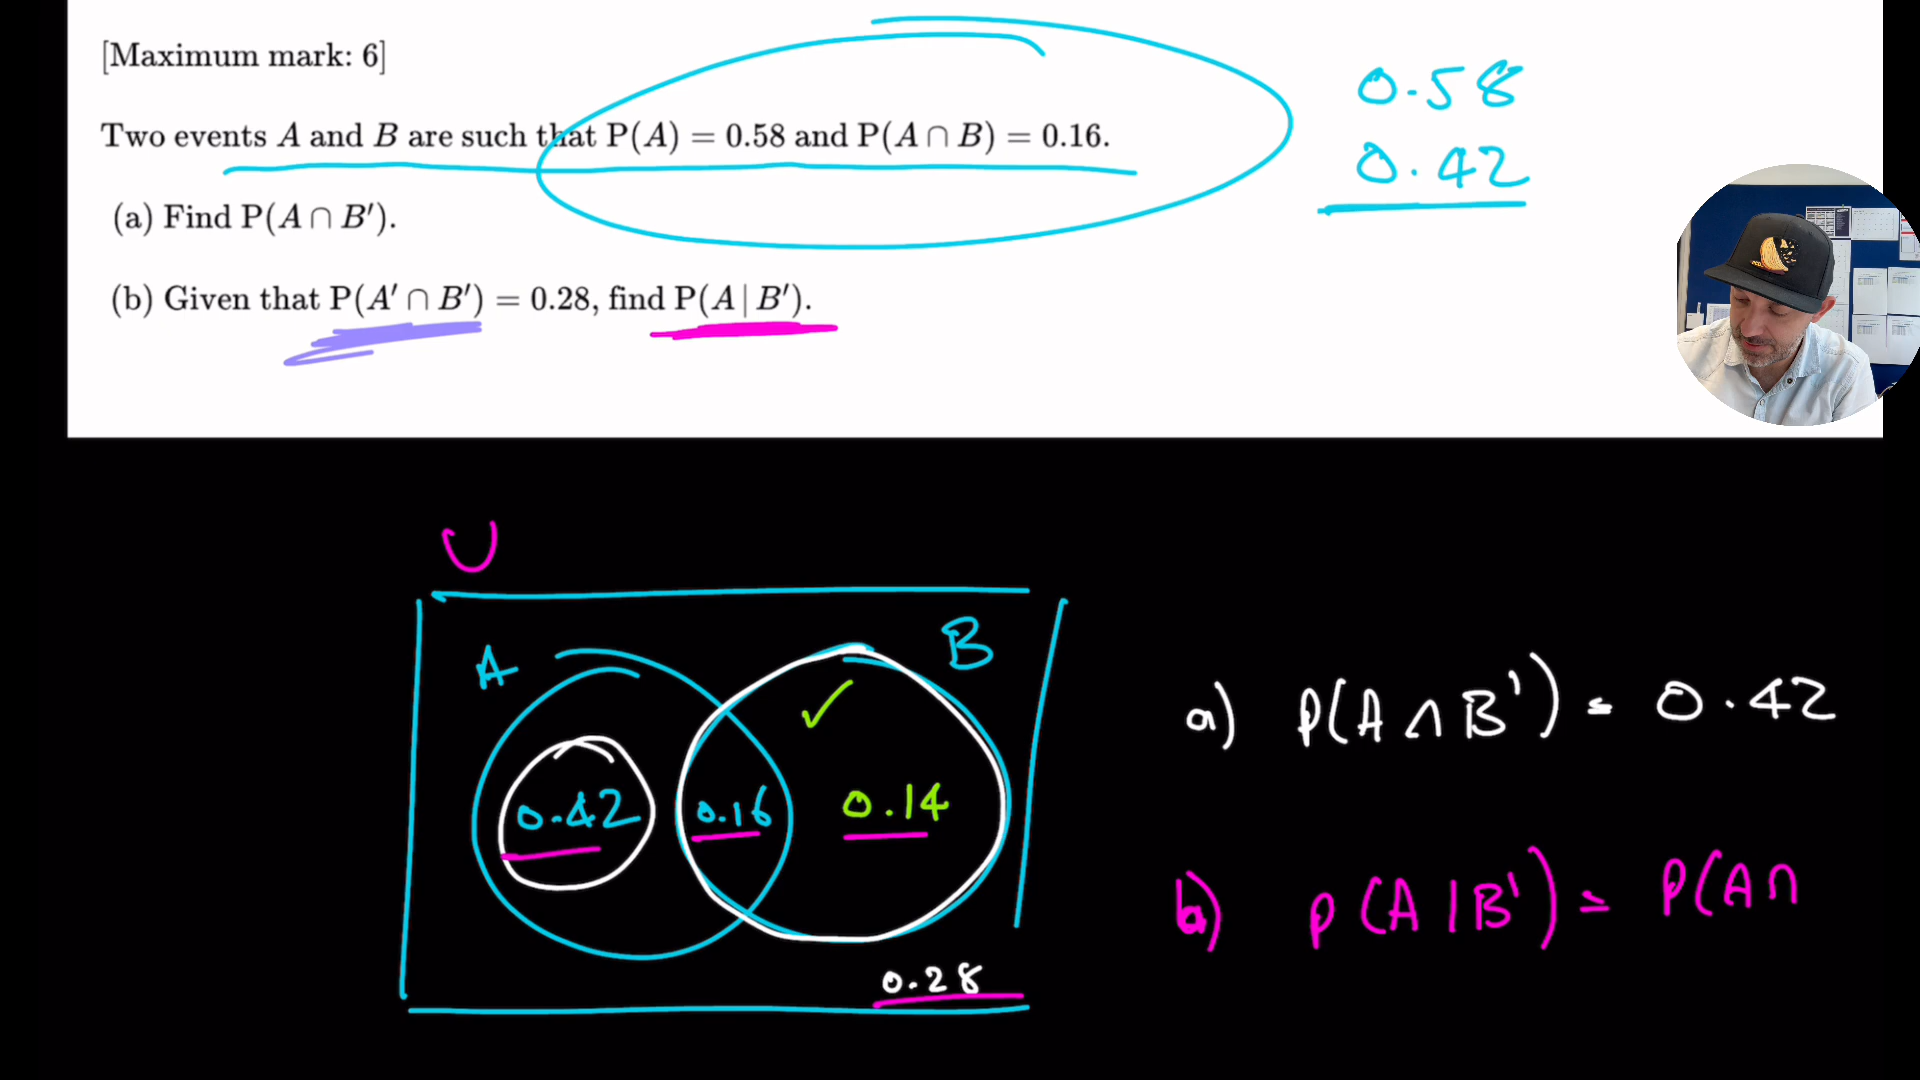 [Maximum mark: 6]
Two events A and B are such that P(A) = 0.58 and P(A ∩ B) = 0.16.
(a) Find P(A ∩ B′).
(b) Given that P(A′ ∩ B′) = 0.28, find P(A | B′).
0.58
0.42
U
A
B
0.42 0.16 0.14
0.28
a) P(A ∩ B') = 0.42
b) P(A | B') = P(A ∩